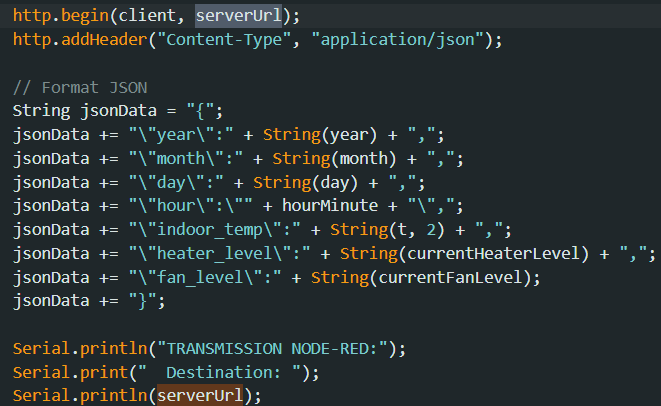 http.begin(client, serverUrl);
http.addHeader("Content-Type", "application/json");
// Format JSON
String jsonData = "{";
jsonData += "\"year\":" + String(year) + ",";
jsonData += "\"month\":" + String(month) + ",";
jsonData += "\"day\":" + String(day) + ",";
jsonData += "\"hour\":\"" + hourMinute + "\",";
jsonData += "\"indoor_temp\":" + String(t, 2) + ",";
jsonData += "\"heater_level\":" + String(currentHeaterLevel) + ",";
jsonData += "\"fan_level\":" + String(currentFanLevel);
jsonData += "}";
Serial.println("TRANSMISSION NODE-RED:");
Serial.print("  Destination: ");
Serial.println(serverUrl);